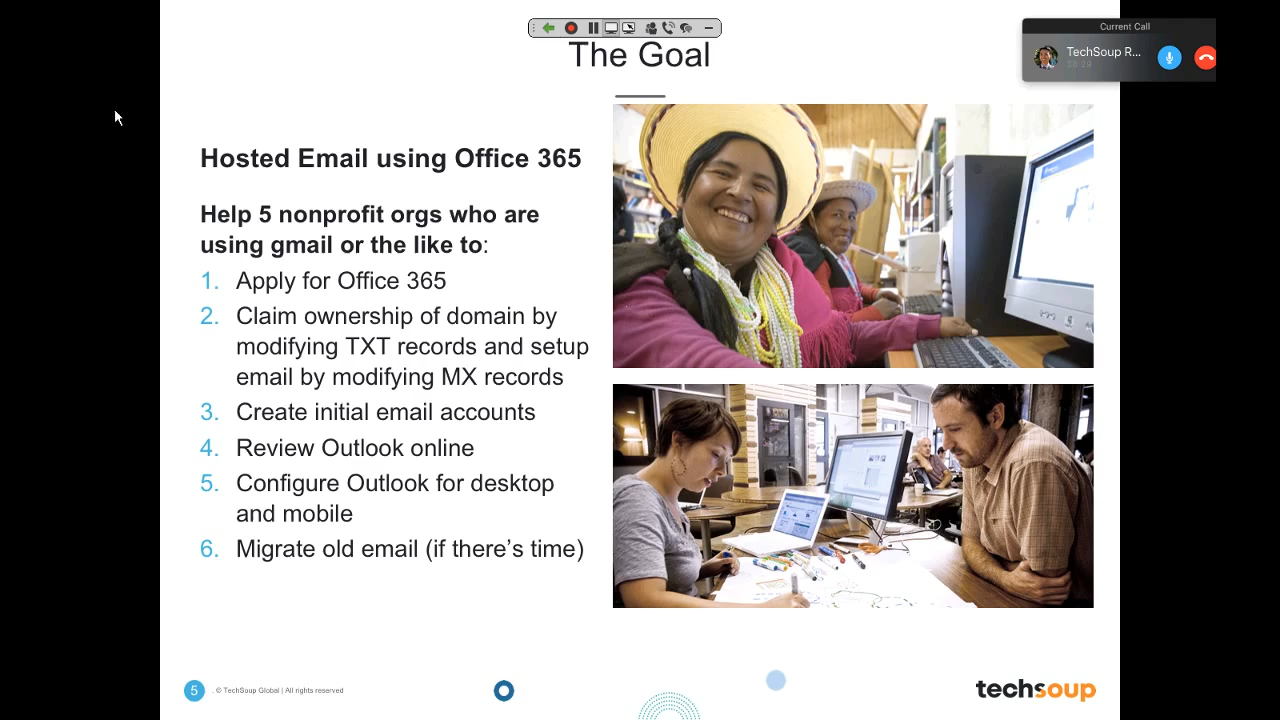 The Goal
Current Call
TechSoup R...
Hosted Email using Office 365
Help 5 nonprofit orgs who are
using gmail or the like to:
1. Apply for Office 365
2. Claim ownership of domain by
modifying TXT records and setup
email by modifying MX records
3. Create initial email accounts
4. Review Outlook online
5. Configure Outlook for desktop
and mobile
6. Migrate old email (if there’s time)
5 . © TechSoup Global | All rights reserved
techsoup